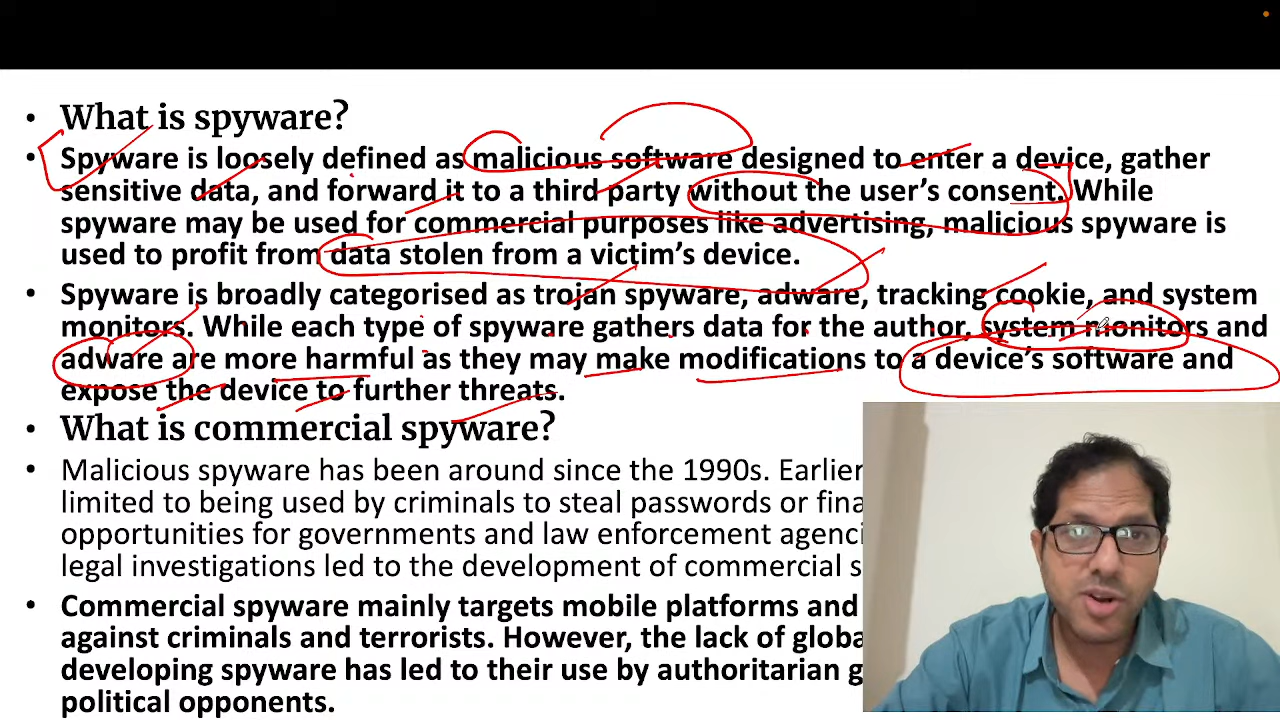 What is spyware?
Spyware is loosely defined as malicious software designed to enter a device, gather
sensitive data, and forward it to a third party without the user’s consent. While
spyware may be used for commercial purposes like advertising, malicious spyware is
used to profit from data stolen from a victim’s device.
Spyware is broadly categorised as trojan spyware, adware, tracking cookie, and system
monitors. While each type of spyware gathers data for the author, system monitors and
adware are more harmful as they may make modifications to a device’s software and
expose the device to further threats.
What is commercial spyware?
Malicious spyware has been around since the 1990s. Earlier
limited to being used by criminals to steal passwords or
opportunities for governments and law enforcement
legal investigations led to the development of commercial
Commercial spyware mainly targets mobile platforms and
against criminals and terrorists. However, the lack of
developing spyware has led to their use by authoritarian
political opponents.